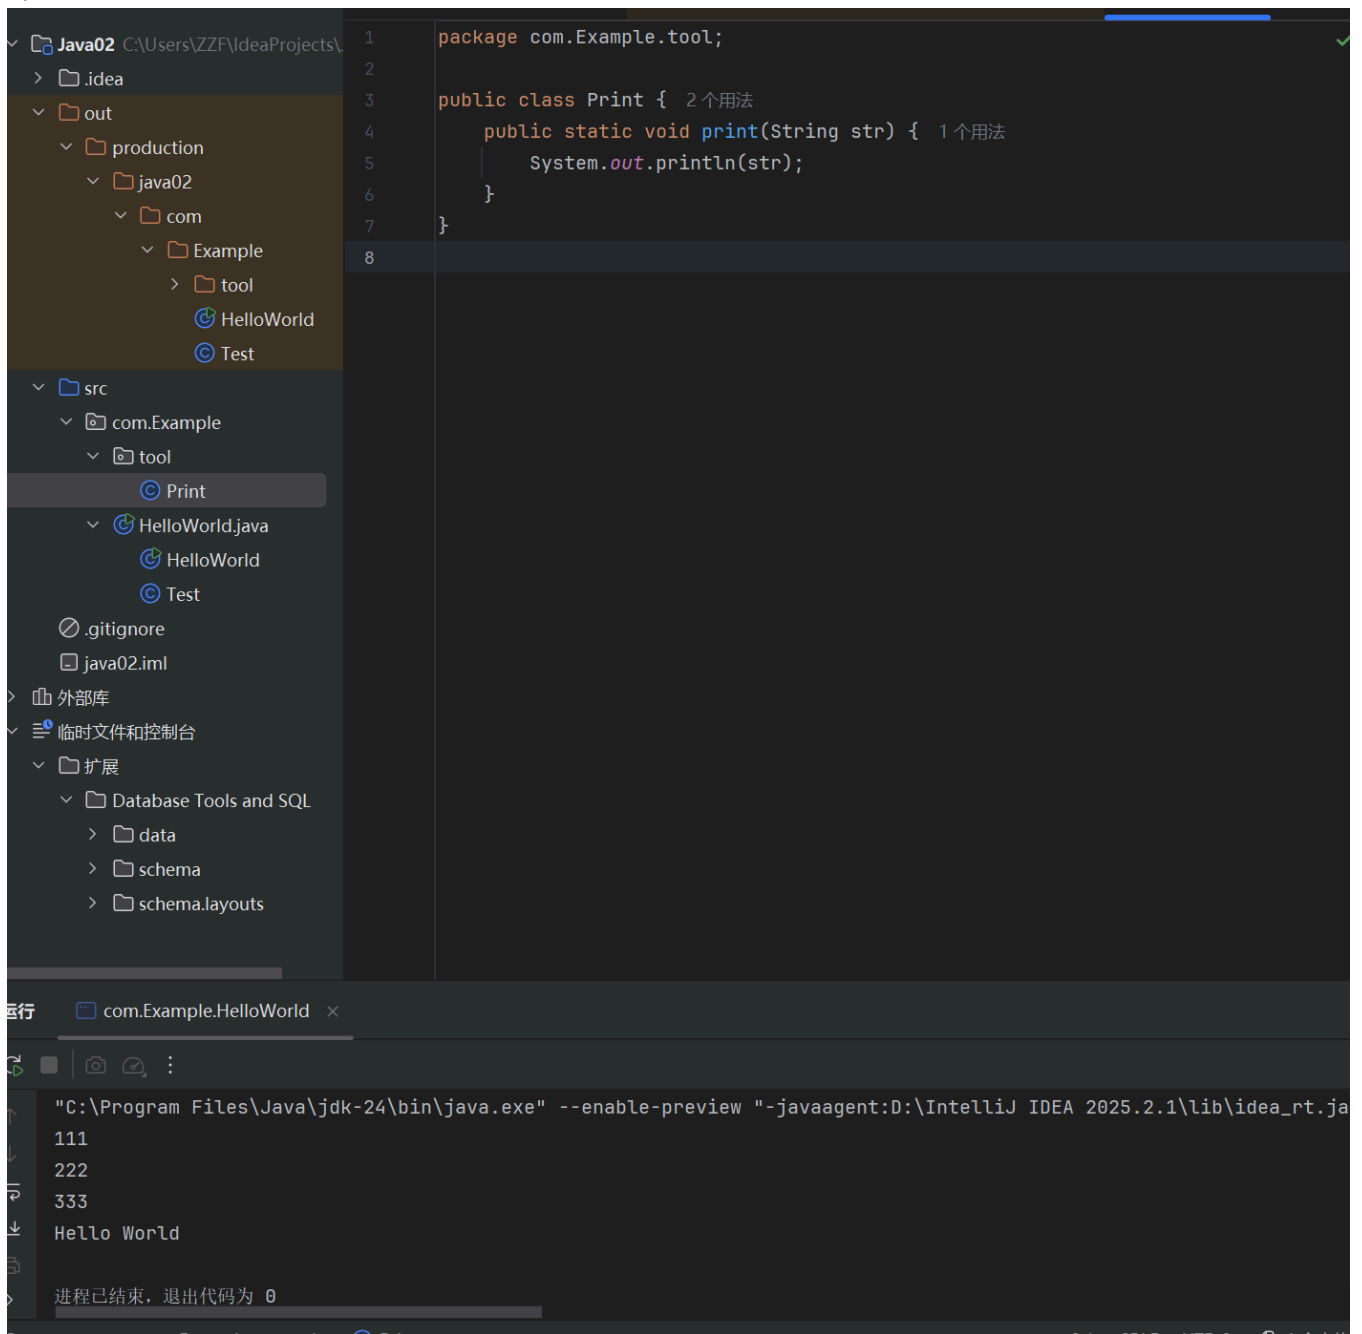 Java02 C:\Users\ZZF\IdeaProjects\
.idea
out
production
java02
com
Example
tool
HelloWorld
Test
src
com.Example
tool
Print
HelloWorld.java
HelloWorld
Test
.gitignore
java02.iml
外部库
临时文件和控制台
扩展
Database Tools and SQL
data
schema
schema.layouts
1 package com.Example.tool;
2
3 public class Print { 2个用法
4 public static void print(String str) { 1个用法
5 System.out.println(str);
6 }
7 }
8
运行 com.Example.HelloWorld
"C:\Program Files\Java\jdk-24\bin\java.exe" --enable-preview "-javaagent:D:\IntelliJ IDEA 2025.2.1\lib\idea_rt.ja
111
222
333
Hello World
进程已结束，退出代码为 0